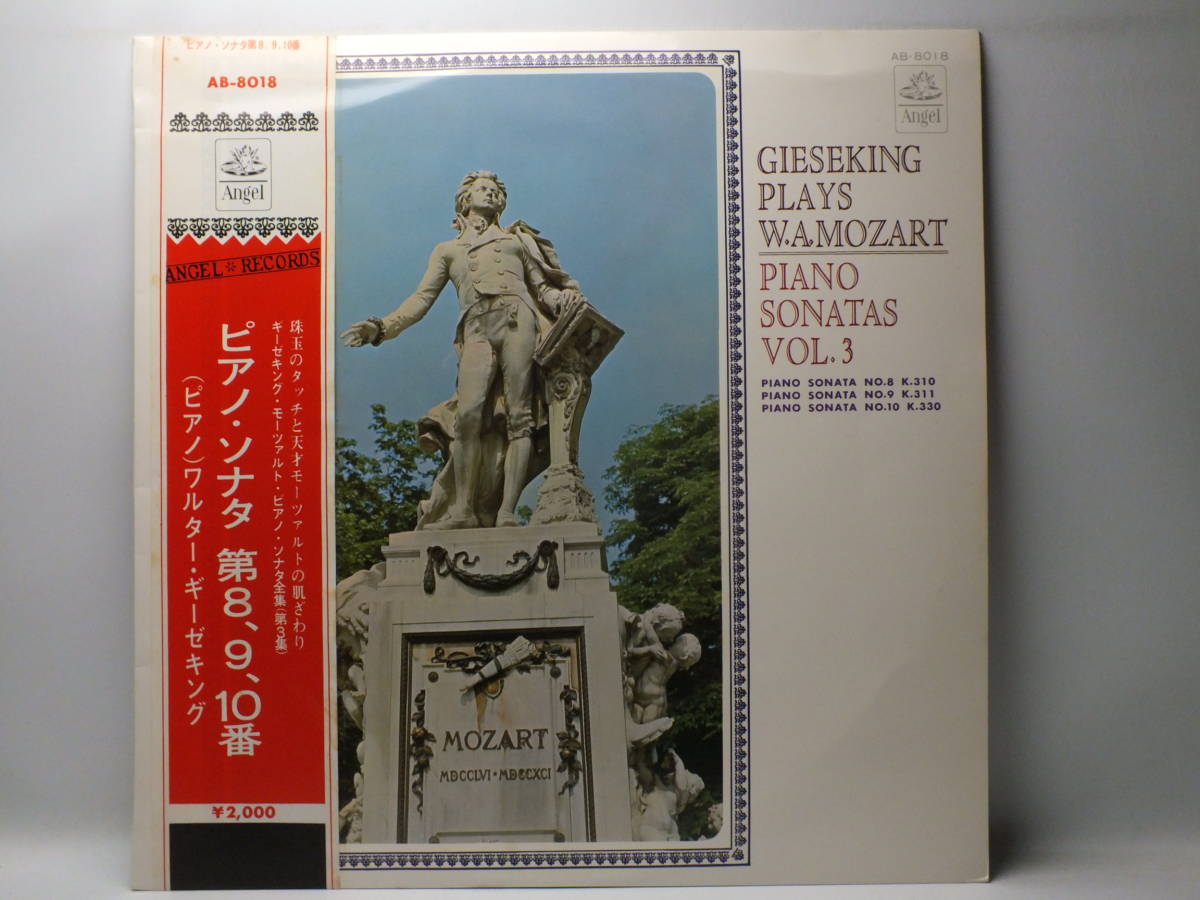 ピアノ・ソナタ第8、9、10番
AB-8018
Angel
ANGEL * RECORDS
珠玉のタッチと天才モーツァルトの肌ざわり
ギーゼキング・モーツァルト・ピアノ・ソナタ全集(第3集)
ピアノ・ソナタ 第8、9、10番
(ピアノ)ワルター・ギーゼキング
¥2,000
MOZART
MDCCLVI • MDCCXCI
AB-8018
Angel
GIESEKING
PLAYS
W.A.MOZART
PIANO
SONATAS
VOL.3
PIANO SONATA NO.8 K.310
PIANO SONATA NO.9 K.311
PIANO SONATA NO.10 K.330